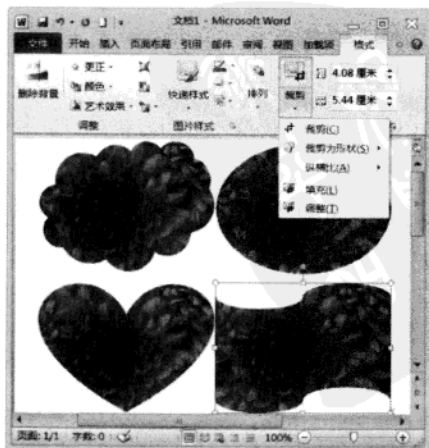 文档1 - Microsoft Word
文件 开始 插入 页面布局 引用 邮件 审阅 视图 加载项 格式
删除背景 更正 颜色 艺术效果 快速样式 排列 裁剪 4.08 厘米 5.44 厘米
调整 图片样式
裁剪(C)
裁剪为形状(S)
纵横比(A)
填充(L)
调整(I)
页面: 1/1 字数: 0 100%